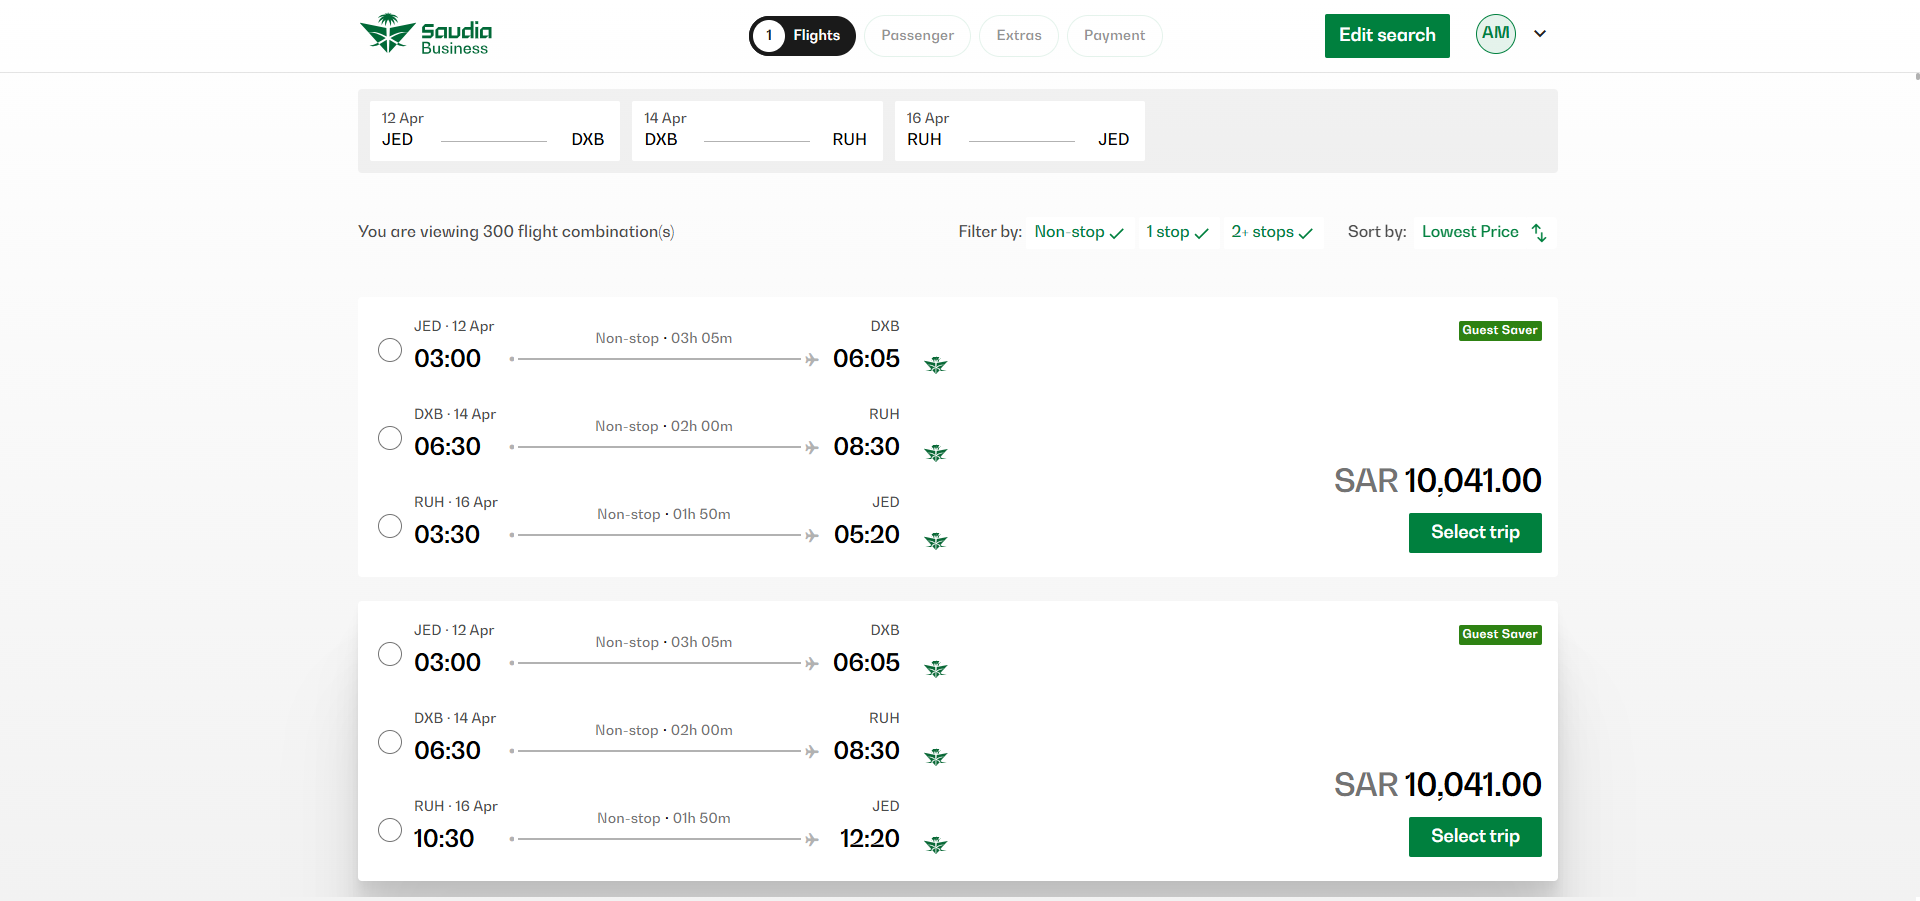 Saudia
Business
1 Flights
Passenger
Extras
Payment
Edit search
AM
12 Apr
JED DXB
14 Apr
DXB RUH
16 Apr
RUH JED
You are viewing 300 flight combination(s)
Filter by: Non-stop 1 stop 2+ stops Sort by: Lowest Price
JED · 12 Apr Non-stop · 03h 05m DXB
03:00 06:05
DXB · 14 Apr Non-stop · 02h 00m RUH
06:30 08:30
RUH · 16 Apr Non-stop · 01h 50m JED
03:30 05:20
Guest Saver
SAR 10,041.00
Select trip
JED · 12 Apr Non-stop · 03h 05m DXB
03:00 06:05
DXB · 14 Apr Non-stop · 02h 00m RUH
06:30 08:30
RUH · 16 Apr Non-stop · 01h 50m JED
10:30 12:20
Guest Saver
SAR 10,041.00
Select trip